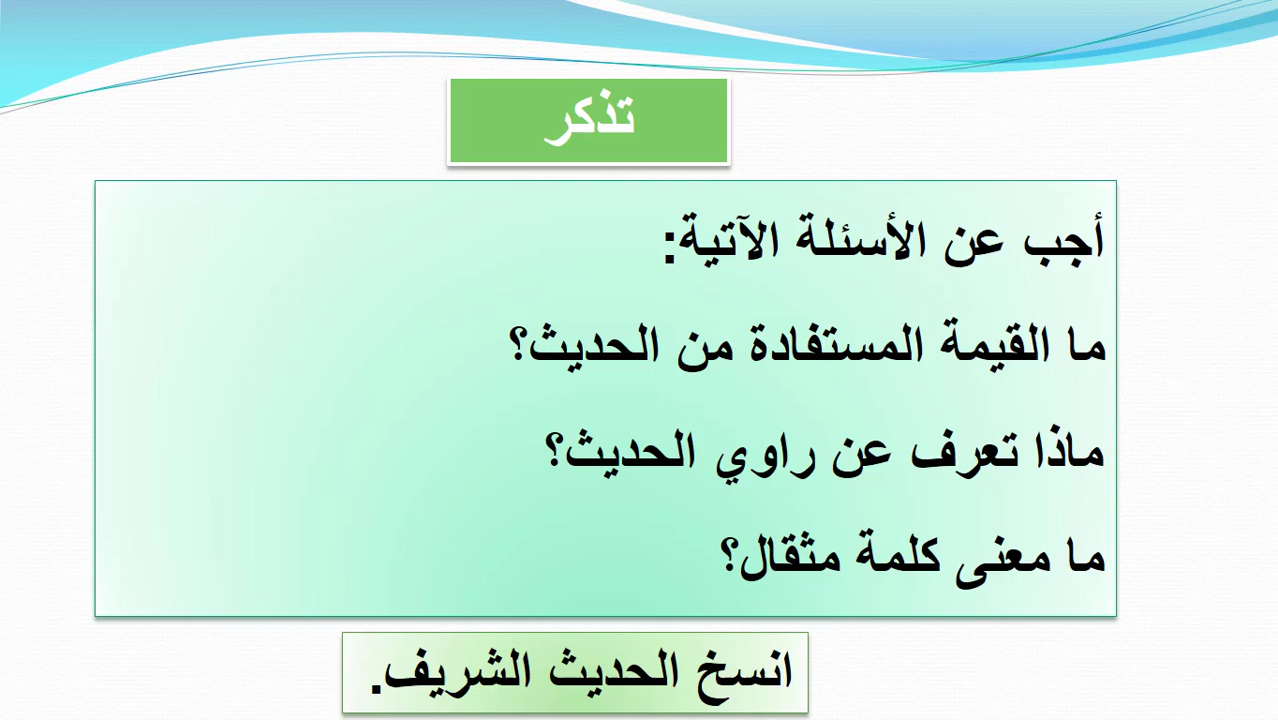 تذكر
أجب عن الأسئلة الآتية:
ما القيمة المستفادة من الحديث؟
ماذا تعرف عن راوي الحديث؟
ما معنى كلمة مثقال؟
انسخ الحديث الشريف.